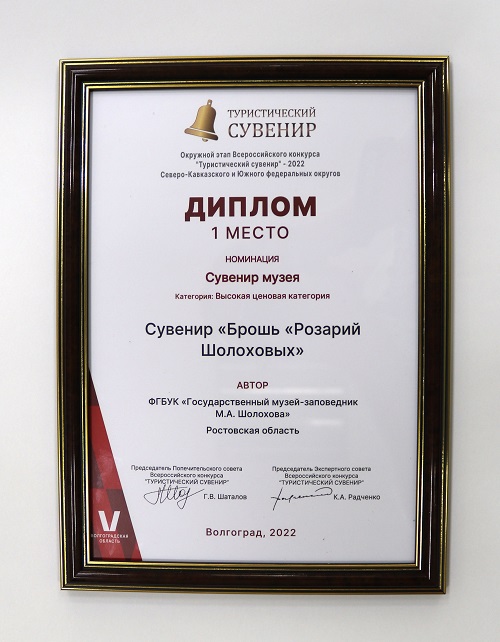 ТУРИСТИЧЕСКИЙ
СУВЕНИР
Окружной этап Всероссийского конкурса
"Туристический сувенир" - 2022
Северо-Кавказского и Южного федеральных округов
ДИПЛОМ
1 МЕСТО
НОМИНАЦИЯ
Сувенир музея
Категория: Высокая ценовая категория
Сувенир «Брошь «Розарий
Шолоховых»
АВТОР
ФГБУК «Государственный музей-заповедник
М.А. Шолохова»
Ростовская область
Председатель Попечительского совета
Всероссийского конкурса
"ТУРИСТИЧЕСКИЙ СУВЕНИР"
Г.В. Шаталов
Председатель Экспертного совета
Всероссийского конкурса
"ТУРИСТИЧЕСКИЙ СУВЕНИР"
К.А. Радченко
ВОЛГОГРАДСКАЯ
ОБЛАСТЬ
Волгоград, 2022